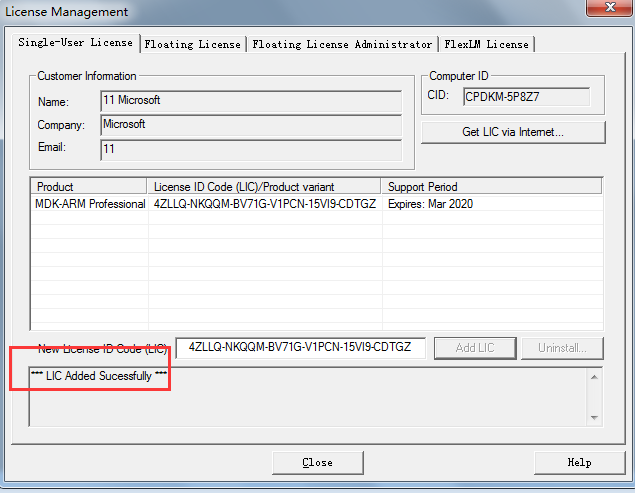 License Management
Single-User License Floating License Floating License Administrator FlexLM License
Customer Information
Name: 11 Microsoft
Company: Microsoft
Email: 11
Computer ID
CID: CPDKM-5P8Z7
Get LIC via Internet...
Product License ID Code (LIC)/Product variant Support Period
MDK-ARM Professional 4ZLLQ-NKQQM-BV71G-V1PCN-15VI9-CDTGZ Expires: Mar 2020
New License ID Code (LIC) 4ZLLQ-NKQQM-BV71G-V1PCN-15VI9-CDTGZ Add LIC Uninstall...
*** LIC Added Sucessfully ***
Close Help